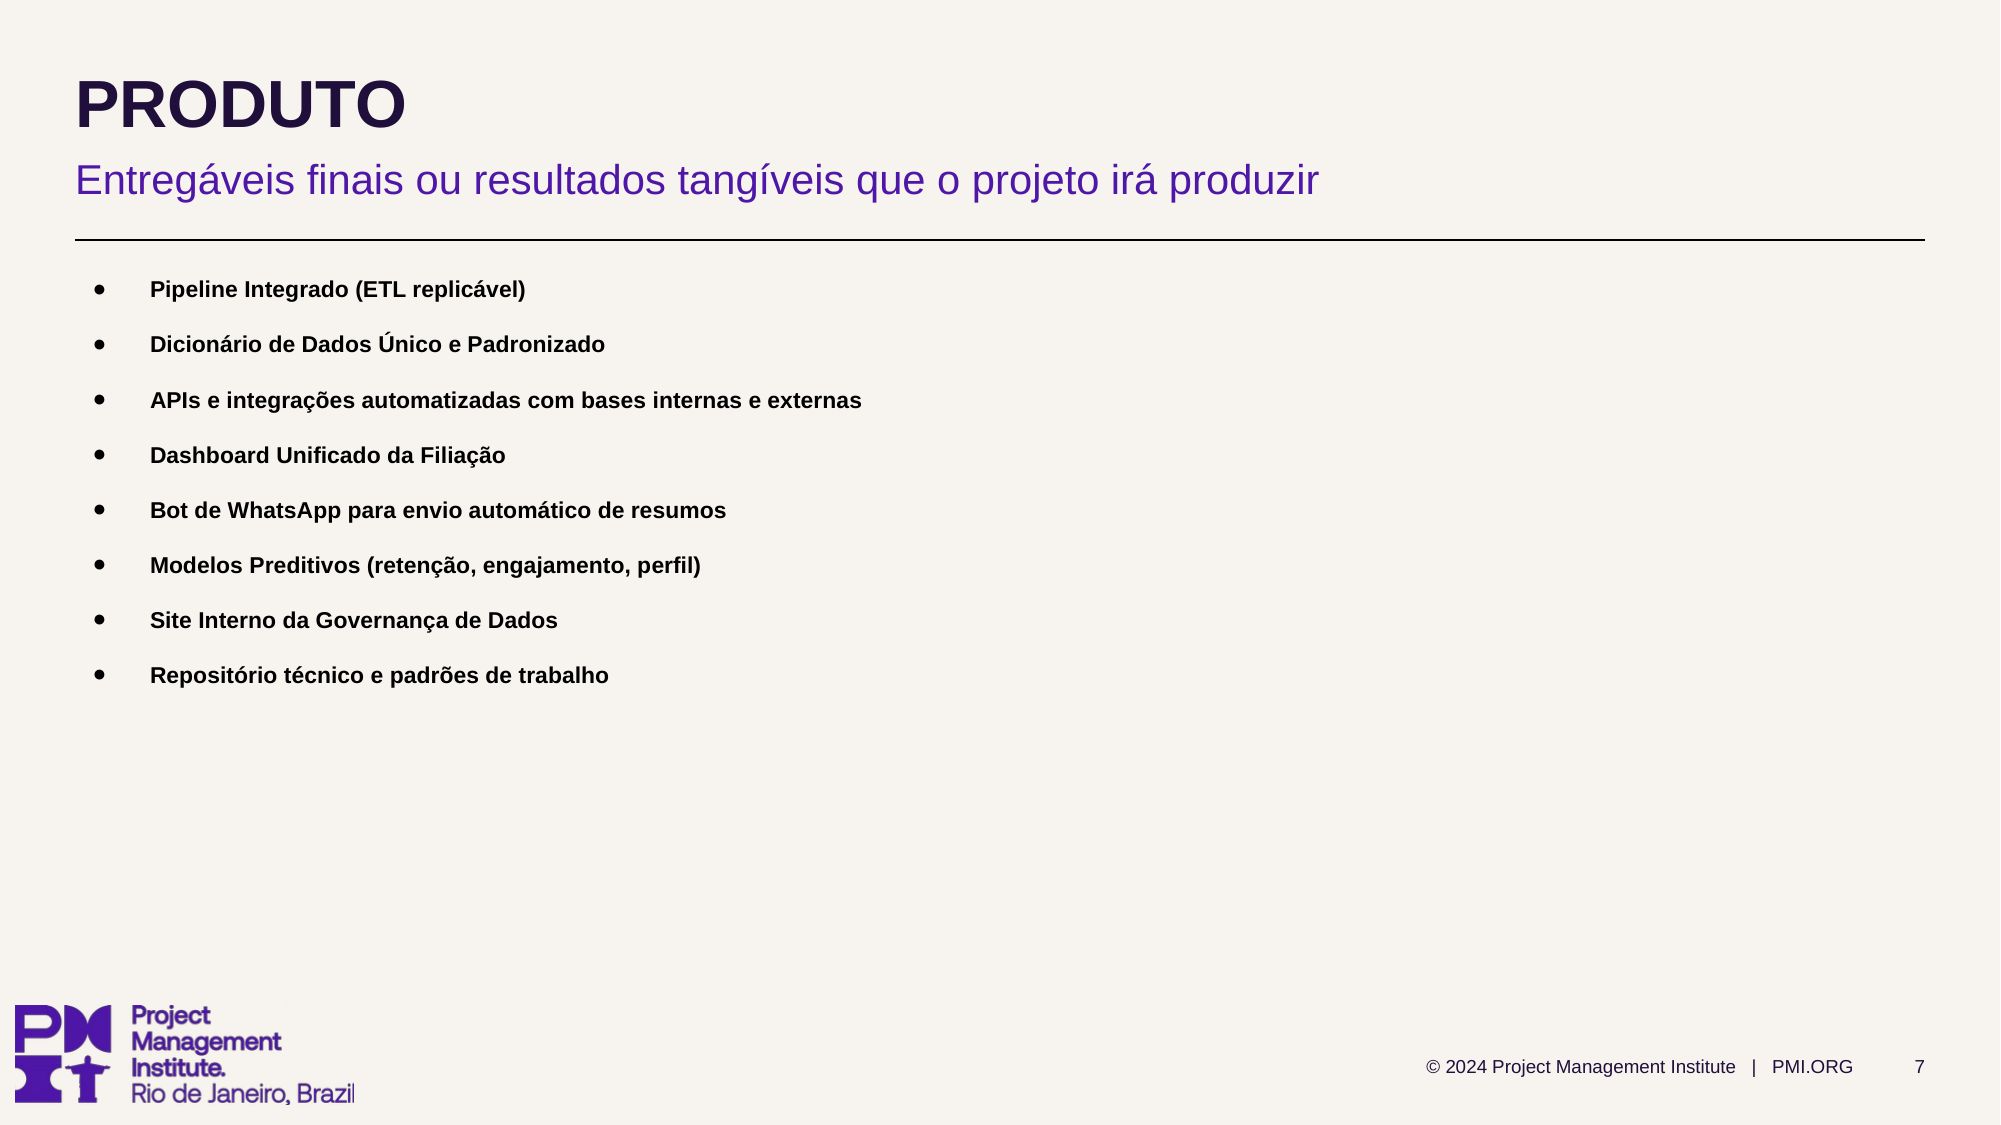 PRODUTO
Entregáveis finais ou resultados tangíveis que o projeto irá produzir
● Pipeline Integrado (ETL replicável)
● Dicionário de Dados Único e Padronizado
● APIs e integrações automatizadas com bases internas e externas
● Dashboard Unificado da Filiação
● Bot de WhatsApp para envio automático de resumos
● Modelos Preditivos (retenção, engajamento, perfil)
● Site Interno da Governança de Dados
● Repositório técnico e padrões de trabalho
Project
Management
Institute.
Rio de Janeiro, Brazil
© 2024 Project Management Institute | PMI.ORG 7